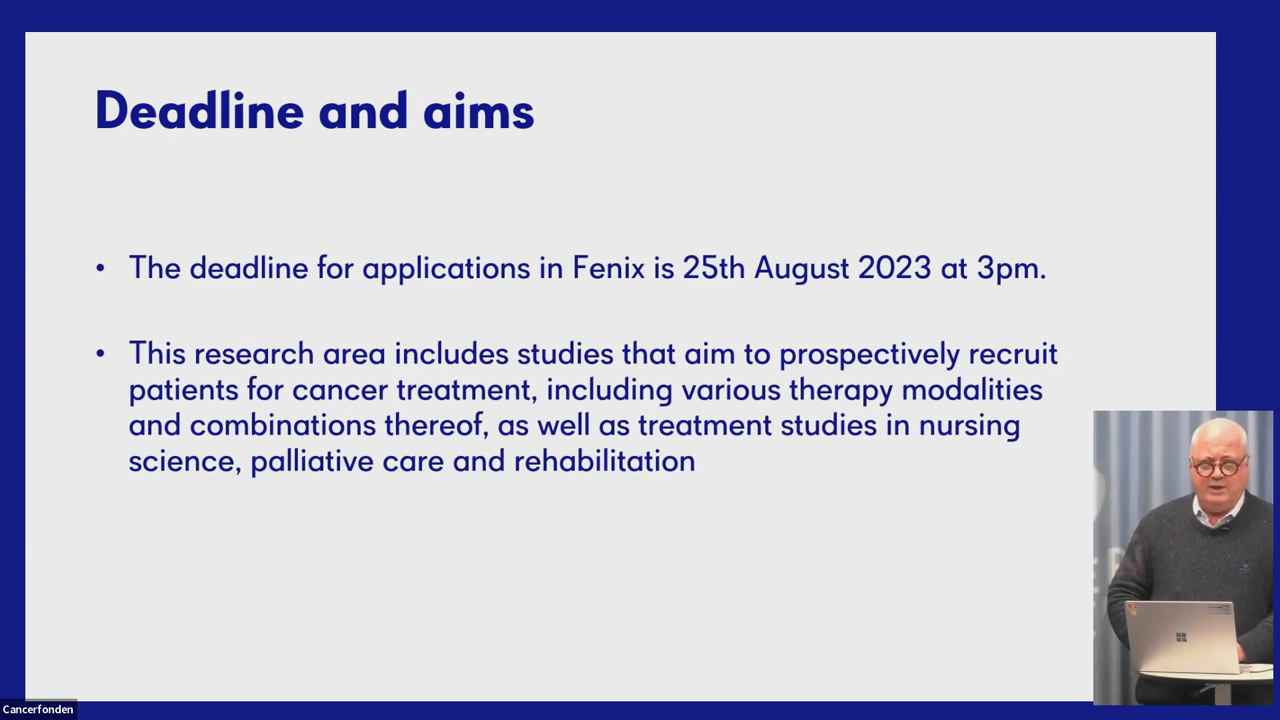 Deadline and aims
• The deadline for applications in Fenix is 25th August 2023 at 3pm.
• This research area includes studies that aim to prospectively recruit
patients for cancer treatment, including various therapy modalities
and combinations thereof, as well as treatment studies in nursing
science, palliative care and rehabilitation
Cancerfonden